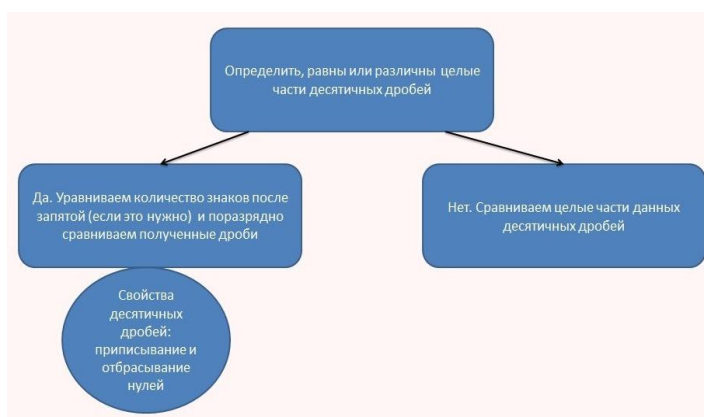 Определить, равны или различны целые
части десятичных дробей
Да. Уравниваем количество знаков после
запятой (если это нужно) и поразрядно
сравниваем полученные дроби
Нет. Сравниваем целые части данных
десятичных дробей
Свойства
десятичных
дробей:
приписывание и
отбрасывание
нулей